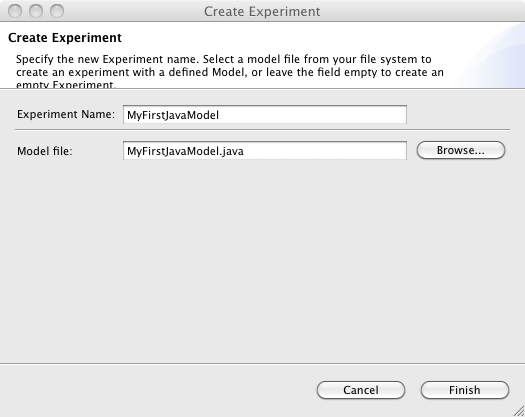 Create Experiment
Create Experiment
Specify the new Experiment name. Select a model file from your file system to
create an experiment with a defined Model, or leave the field empty to create an
empty Experiment.
Experiment Name: MyFirstJavaModel
Model file: MyFirstJavaModel.java Browse...
Cancel Finish